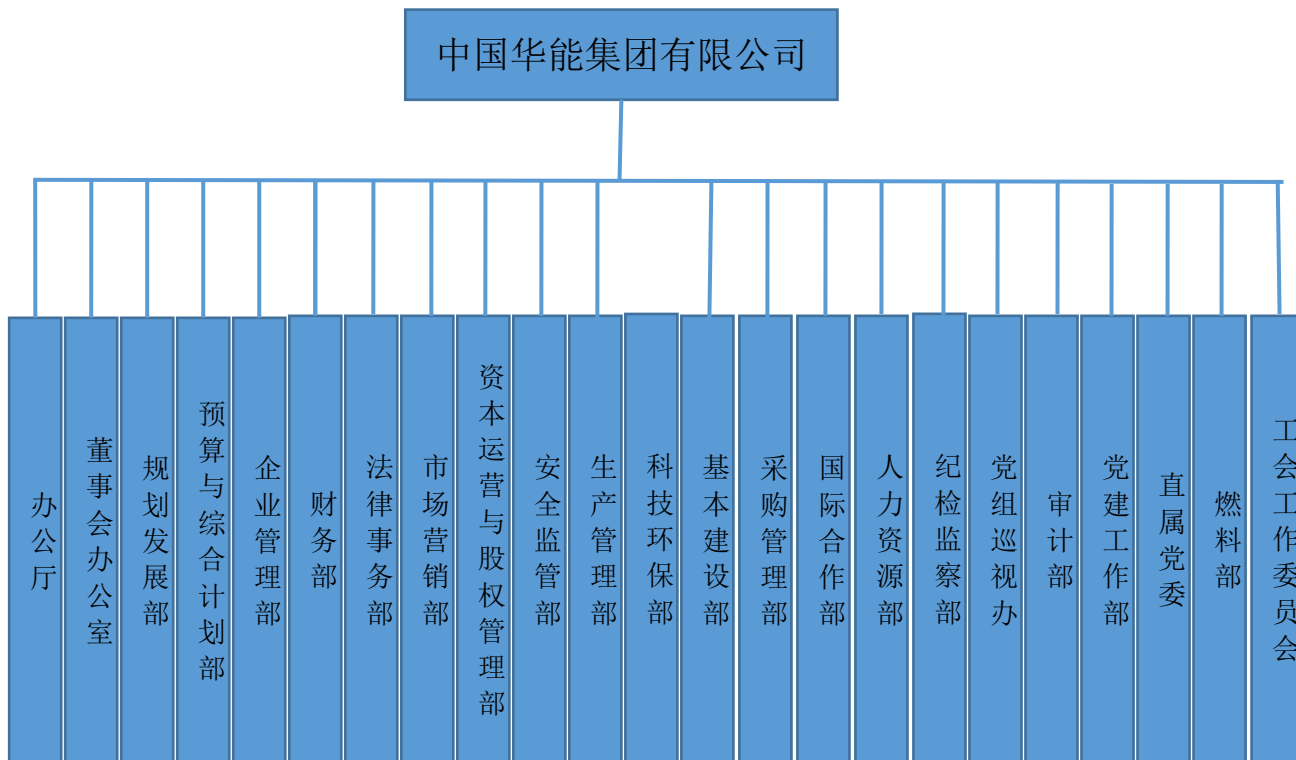 中国华能集团有限公司
办公厅
董事会办公室
规划发展部
预算与综合计划部
企业管理部
财务部
法律事务部
市场营销部
资本运营与股权管理部
安全监管部
生产管理部
科技环保部
基本建设部
采购管理部
国际合作部
人力资源部
纪检监察部
党组巡视办
审计部
党建工作部
直属党委
燃料部
工会工作委员会